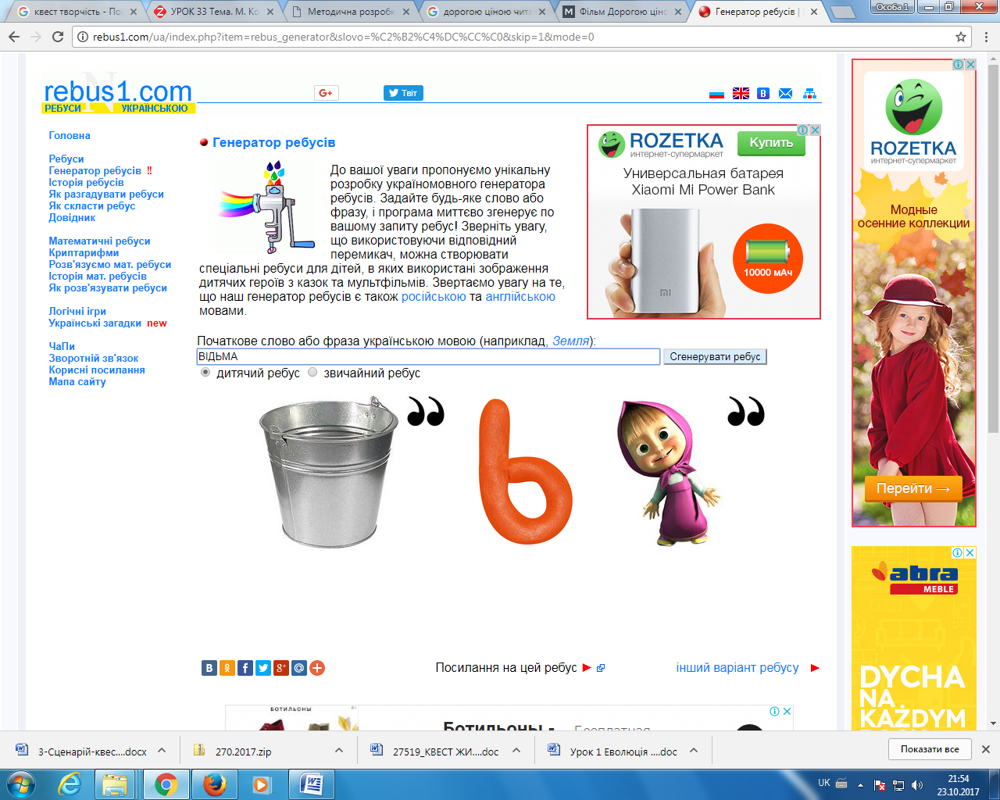 квест творчість - По
УРОК 33 Тема. М. Ко
Методична розробк
дорогою ціною чита
Фільм Дорогою ціно
Генератор ребусів |
Особа 1
rebus1.com/ua/index.php?item=rebus_generator&slovo=%C2%B2%C4%DC%CC%C0&skip=1&mode=0
rebus1.com
РЕБУСИ N УКРАЇНСЬКОЮ
G+
Твіт
B
Головна
Ребуси
Генератор ребусів !!
Історія ребусів
Як разгадувати ребуси
Як скласти ребус
Довідник
Математичні ребуси
Криптарифми
Розв'язуємо мат. ребуси
Історія мат. ребусів
Як розв'язувати ребуси
Логічні ігри
Українські загадки new
ЧаПи
Зворотній зв'язок
Корисні посилання
Мапа сайту
Генератор ребусів
До вашої уваги пропонуємо унікальну
розробку україномовного генератора
ребусів. Задайте будь-яке слово або
фразу, і програма миттєво згенерує по
вашому запиту ребус! Зверніть увагу,
що використовуючи відповідний
перемикач, можна створювати
спеціальні ребуси для дітей, в яких використані зображення
дитячих героїв з казок та мультфільмів. Звертаємо увагу на те,
що наш генератор ребусів є також російською та англійською
мовами.
ROZETKA
интернет-супермаркет
Купить
Универсальная батарея
Xiaomi Mi Power Bank
10000 мАч
mi
Початкове слово або фраза українською мовою (наприклад, Земля):
ВІДЬМА
Сгенерувати ребус
дитячий ребус звичайний ребус
“ ь “
Посилання на цей ребус
інший варіант ребусу
БОТИЛЬОНЫ
6+
Ботильоны -
Бесплатная
ROZETKA
интернет-супермаркет
Модные
осенние коллекции
Перейти →
abra
MEBLE
DYCHA
NA
KAŻDYM
3-Сценарій-квес....docx
270.2017.zip
27519_КВЕСТ ЖИ....doc
Урок 1 Еволюція ....doc
Показати все
UK
21:54
23.10.2017